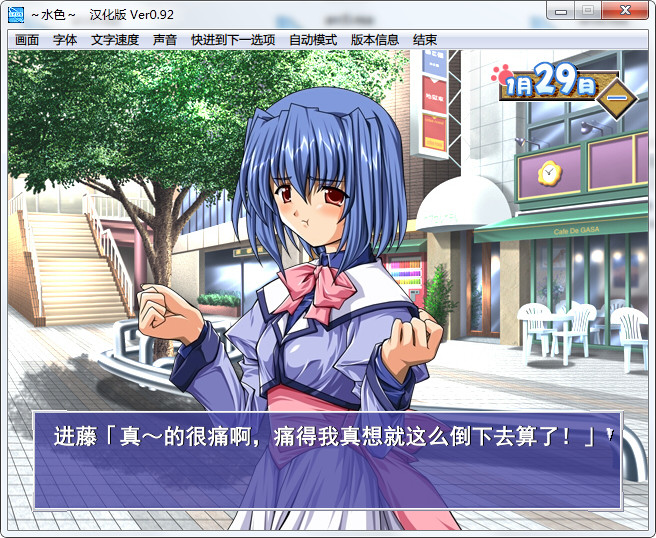 ～水色～ 汉化版 Ver0.92
画面 字体 文字速度 声音 快进到下一选项 自动模式 版本信息 结束
1月29日
一
Cafe De GASA
进藤「真～的很痛啊，痛得我真想就这么倒下去算了！」